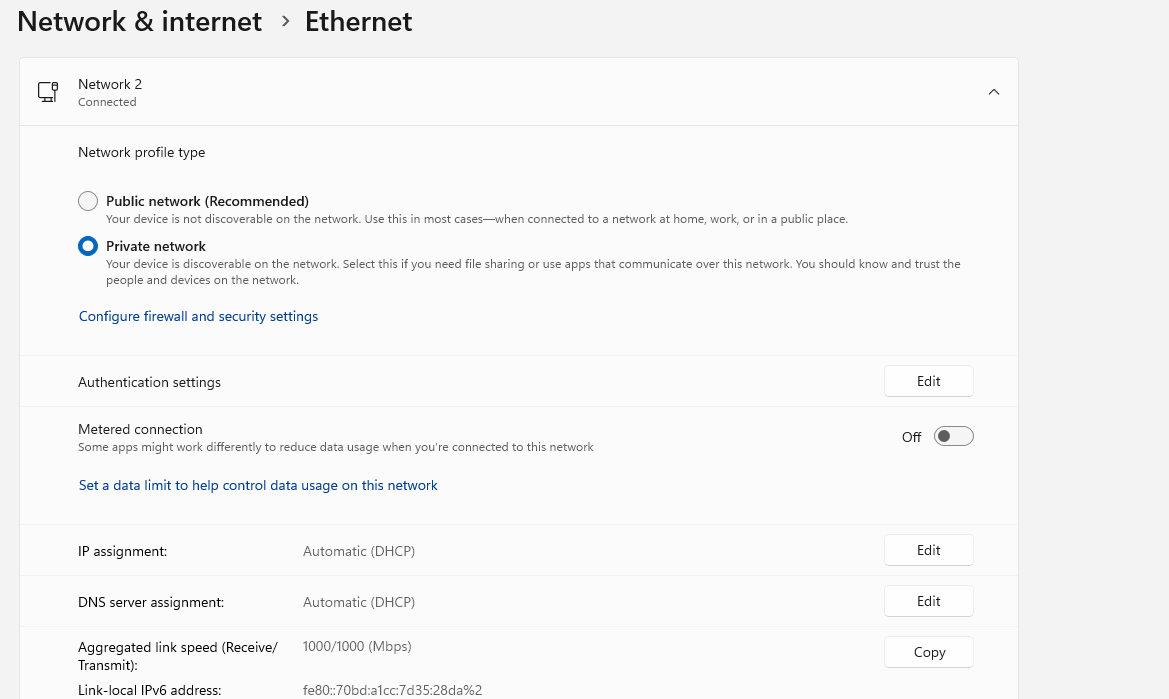 Network & internet > Ethernet
Network 2
Connected
Network profile type
Public network (Recommended)
Your device is not discoverable on the network. Use this in most cases—when connected to a network at home, work, or in a public place.
Private network
Your device is discoverable on the network. Select this if you need file sharing or use apps that communicate over this network. You should know and trust the
people and devices on the network.
Configure firewall and security settings
Authentication settings
Edit
Metered connection
Some apps might work differently to reduce data usage when you're connected to this network
Off
Set a data limit to help control data usage on this network
IP assignment: Automatic (DHCP) Edit
DNS server assignment: Automatic (DHCP) Edit
Aggregated link speed (Receive/ 1000/1000 (Mbps) Copy
Transmit):
Link-local IPv6 address: fe80::70bd:a1cc:7d35:28da%2